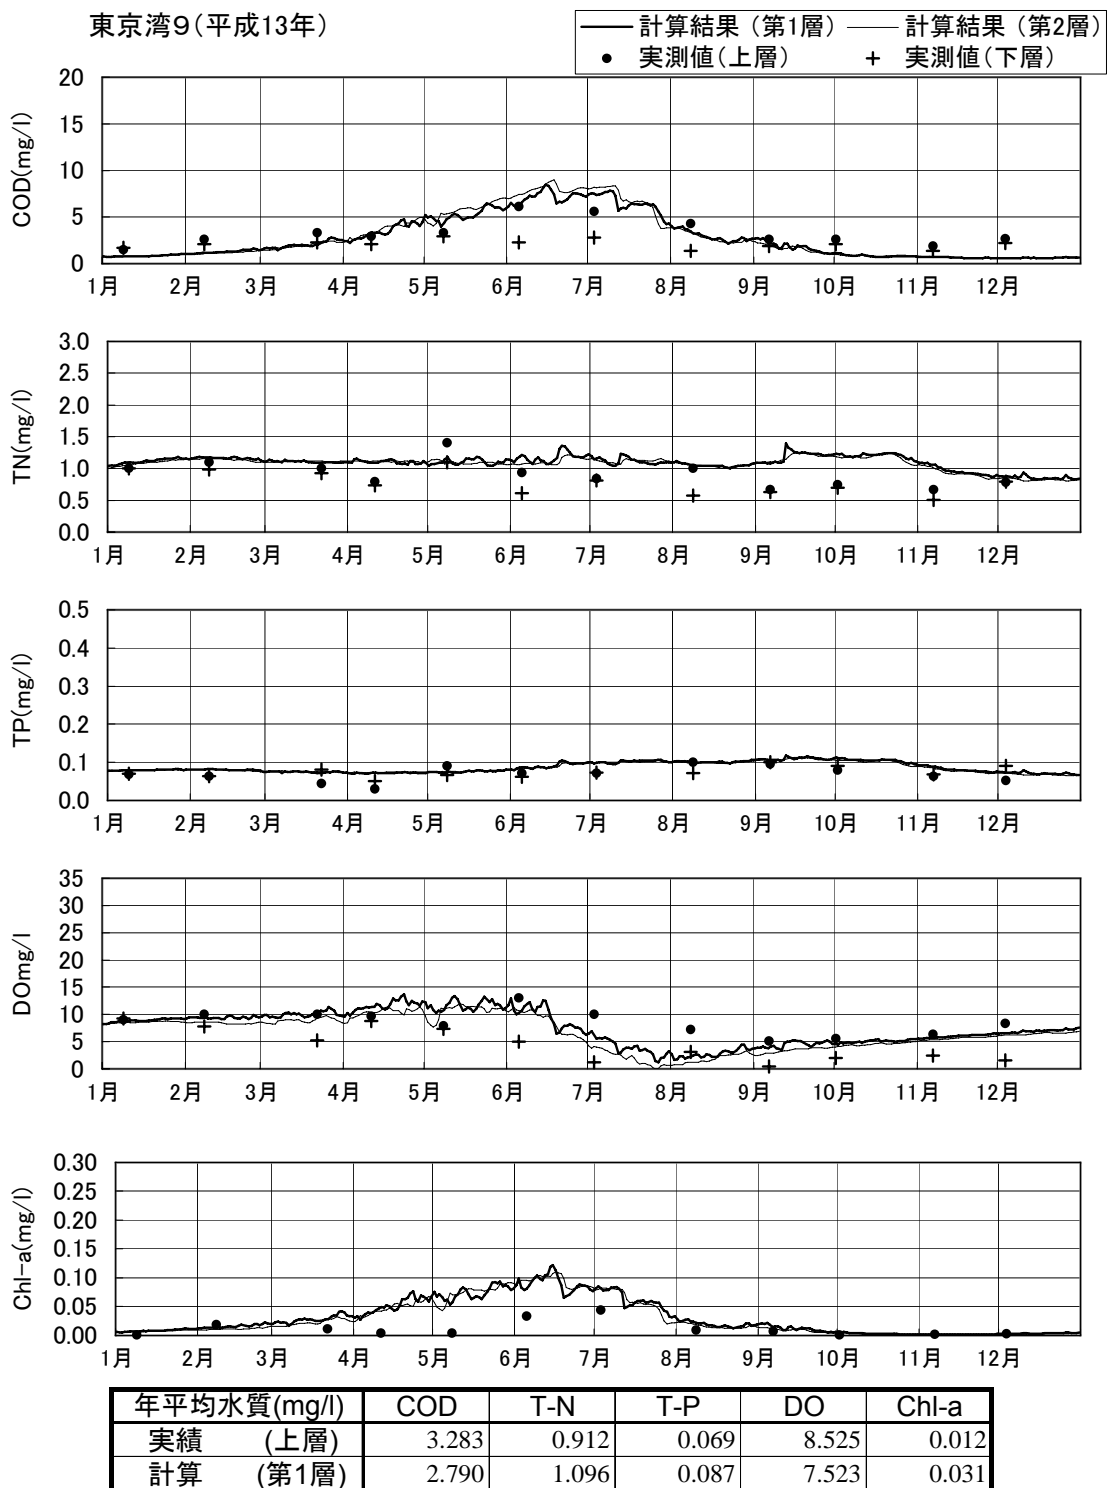 東京湾9(平成13年)
計算結果（第1層） 計算結果（第2層）
実測値（上層） 実測値（下層）
COD(mg/l)
20
15
10
5
0
1月 2月 3月 4月 5月 6月 7月 8月 9月 10月 11月 12月
TN(mg/l)
3.0
2.5
2.0
1.5
1.0
0.5
0.0
1月 2月 3月 4月 5月 6月 7月 8月 9月 10月 11月 12月
TP(mg/l)
0.5
0.4
0.3
0.2
0.1
0.0
1月 2月 3月 4月 5月 6月 7月 8月 9月 10月 11月 12月
DOmg/l
35
30
25
20
15
10
5
0
1月 2月 3月 4月 5月 6月 7月 8月 9月 10月 11月 12月
Chl-a(mg/l)
0.30
0.25
0.20
0.15
0.10
0.05
0.00
1月 2月 3月 4月 5月 6月 7月 8月 9月 10月 11月 12月
年平均水質(mg/l) COD T-N T-P DO Chl-a
実績 (上層) 3.283 0.912 0.069 8.525 0.012
計算 (第1層) 2.790 1.096 0.087 7.523 0.031